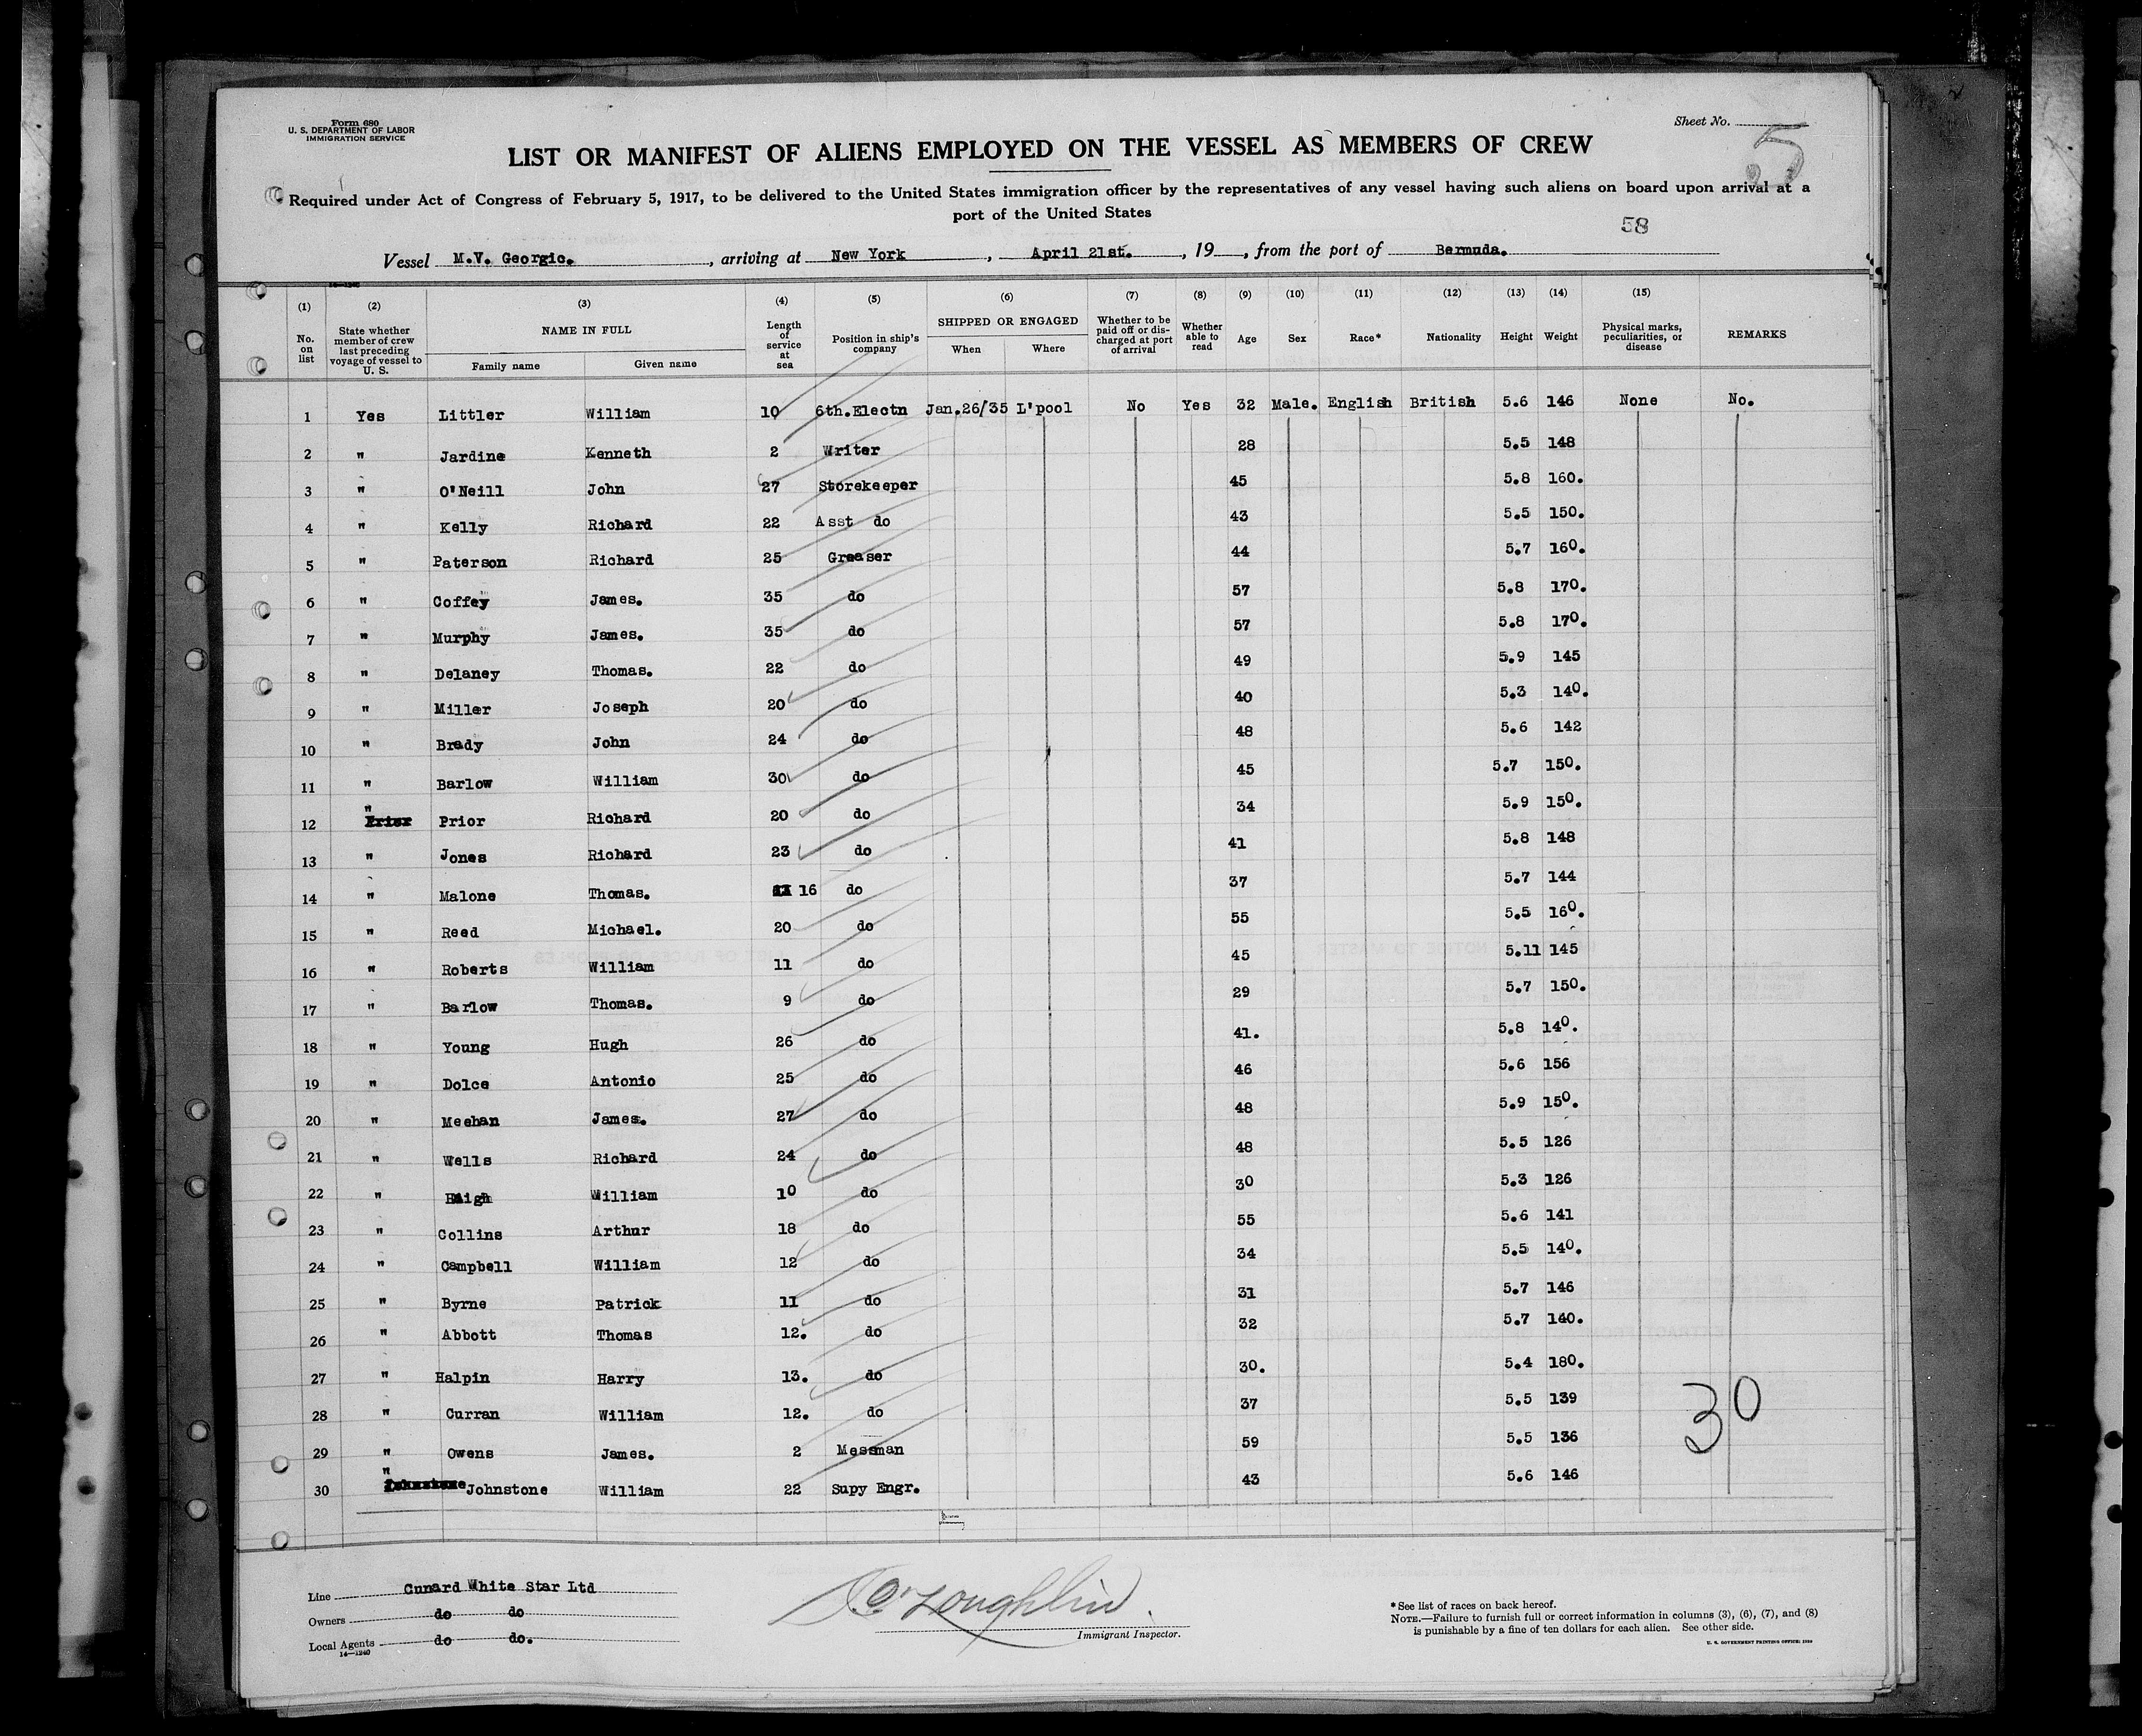 Form 680
U. S. DEPARTMENT OF LABOR
IMMIGRATION SERVICE
Sheet No. 5
LIST OR MANIFEST OF ALIENS EMPLOYED ON THE VESSEL AS MEMBERS OF CREW
Required under Act of Congress of February 5, 1917, to be delivered to the United States immigration officer by the representatives of any vessel having such aliens on board upon arrival at a
port of the United States
58
Vessel M.V. Georgic., arriving at New York, April 21st., 19, from the port of Bermuda.
(1) (2) (3) (4) (5) (6) (7) (8) (9) (10) (11) (12) (13) (14) (15)
No. on list | State whether member of crew last preceding voyage of vessel to U. S. | NAME IN FULL | Length of service at sea | Position in ship's company | SHIPPED OR ENGAGED | Whether to be paid off or discharged at port of arrival | Whether able to read | Age | Sex | Race* | Nationality | Height | Weight | Physical marks, peculiarities, or disease | REMARKS
Family name | Given name | When | Where
1 Yes Littler William 10 6th.Electn Jan.26/35 L'pool No Yes 32 Male. English British 5.6 146 None No.
2 " Jardine Kenneth 2 Writer 28 5.5 148
3 " O'Neill John 27 Storekeeper 45 5.8 160.
4 " Kelly Richard 22 Asst do 43 5.5 150.
5 " Paterson Richard 25 Greaser 44 5.7 160.
6 " Coffey James. 35 do 57 5.8 170.
7 " Murphy James. 35 do 57 5.8 170.
8 " Delaney Thomas. 22 do 49 5.9 145
9 " Miller Joseph 20 do 40 5.3 140.
10 " Brady John 24 do 48 5.6 142
11 " Barlow William 30 do 45 5.7 150.
12 " Prior Richard 20 do 34 5.9 150.
13 " Jones Richard 23 do 41 5.8 148
14 " Malone Thomas. 16 do 37 5.7 144
15 " Reed Michael. 20 do 55 5.5 160.
16 " Roberts William 11 do 45 5.11 145
17 " Barlow Thomas. 9 do 29 5.7 150.
18 " Young Hugh 26 do 41. 5.8 140.
19 " Dolce Antonio 25 do 46 5.6 156
20 " Meehan James. 27 do 48 5.9 150.
21 " Wells Richard 24 do 48 5.5 126
22 " Haigh William 10 do 30 5.3 126
23 " Collins Arthur 18 do 55 5.6 141
24 " Campbell William 12 do 34 5.5 140.
25 " Byrne Patrick 11 do 31 5.7 146
26 " Abbott Thomas 12. do 32 5.7 140.
27 " Halpin Harry 13. do 30. 5.4 180.
28 " Curran William 12. do 37 5.5 139
29 " Owens James. 2 Messman 59 5.5 136
30 " Johnstone William 22 Supy Engr. 43 5.6 146
30
Line Cunard White Star Ltd
Owners do do
Local Agents do do.
14—1240
O'Loughlin.
Immigrant Inspector.
* See list of races on back hereof.
NOTE.—Failure to furnish full or correct information in columns (3), (6), (7), and (8)
is punishable by a fine of ten dollars for each alien. See other side.
U. S. GOVERNMENT PRINTING OFFICE: